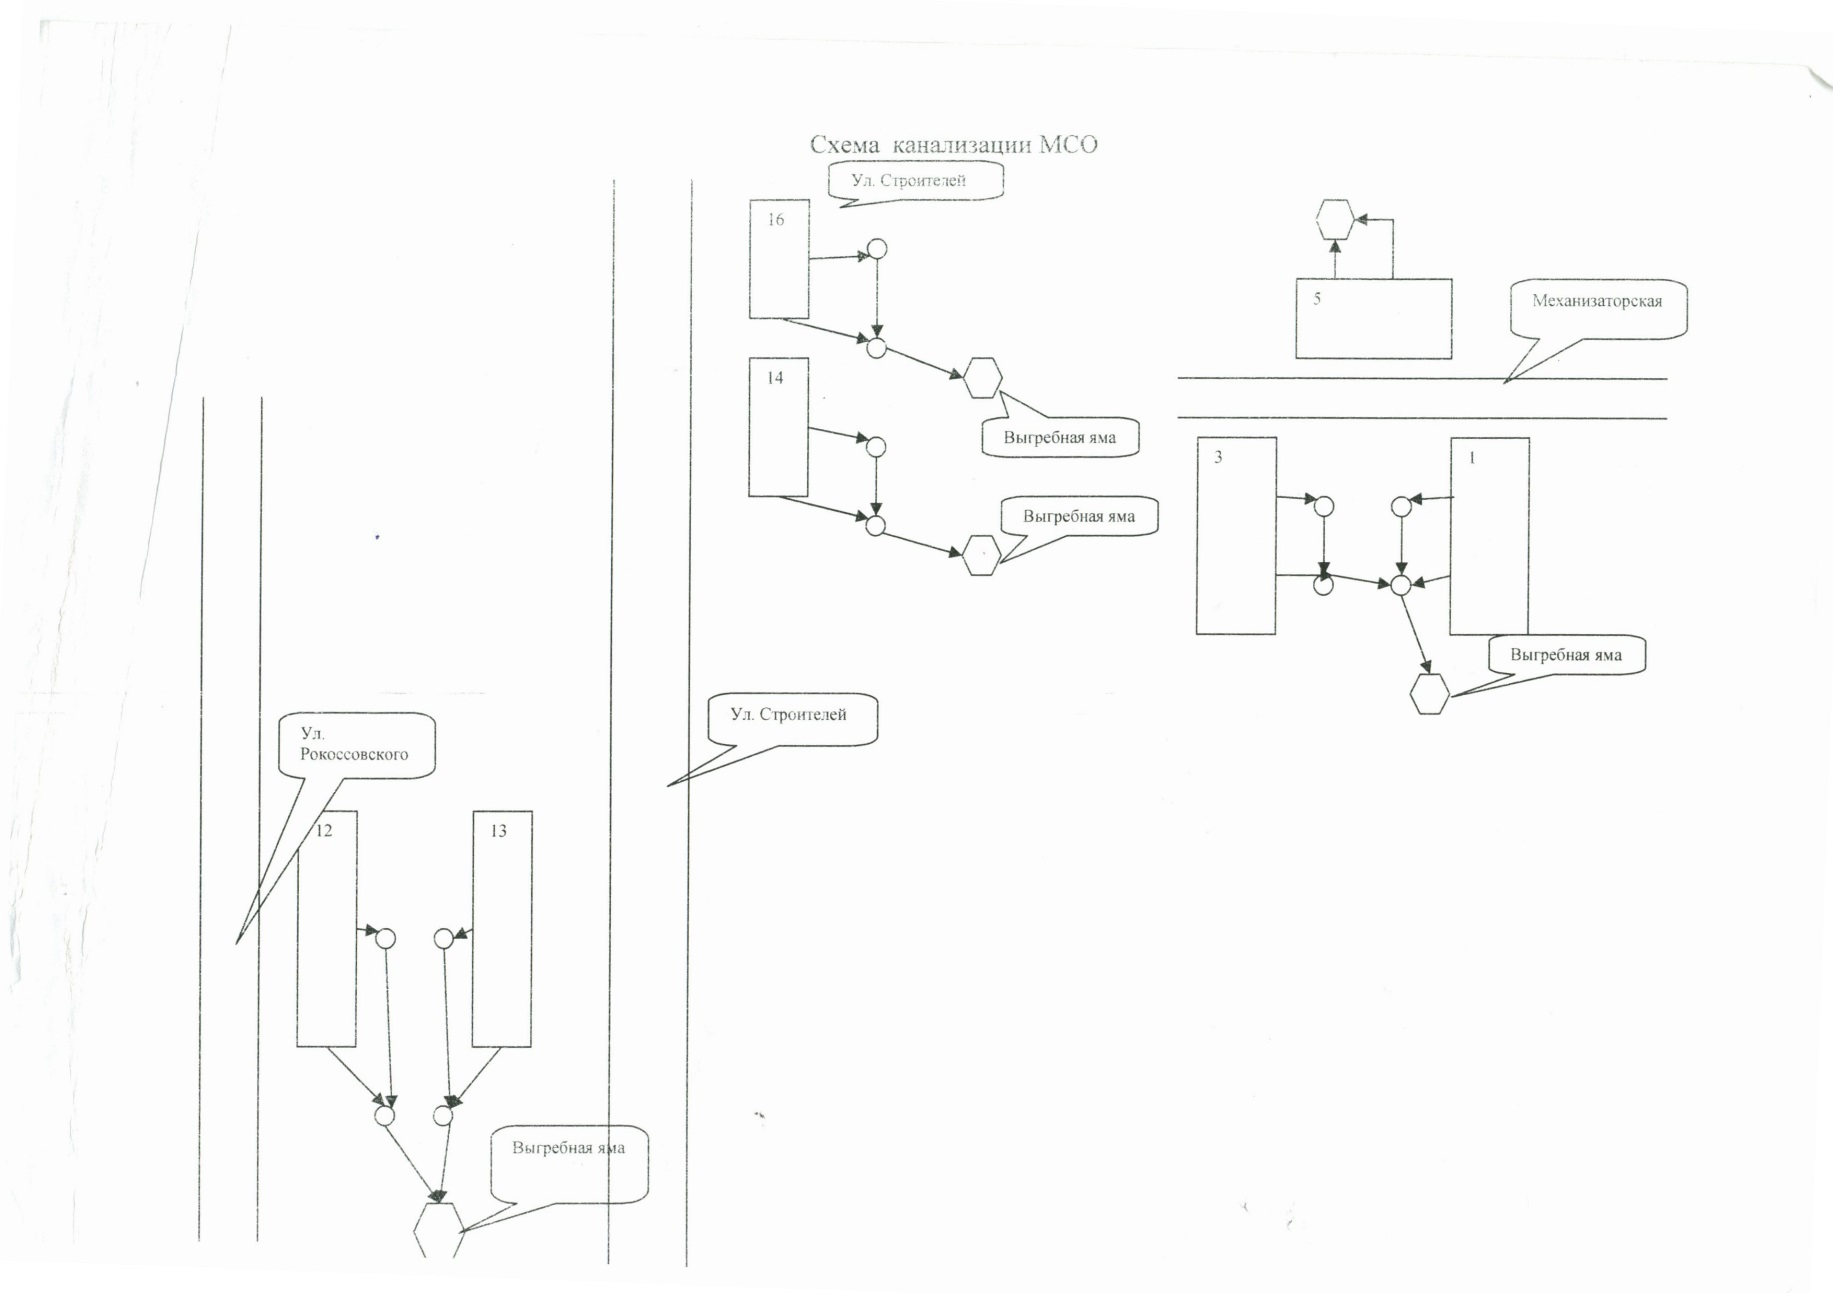 Схема канализации МСО
Ул. Строителей
16
5
Механизаторская
14
Выгребная яма
3
1
Выгребная яма
Выгребная яма
Ул. Строителей
Ул.
Рокоссовского
12
13
Выгребная яма